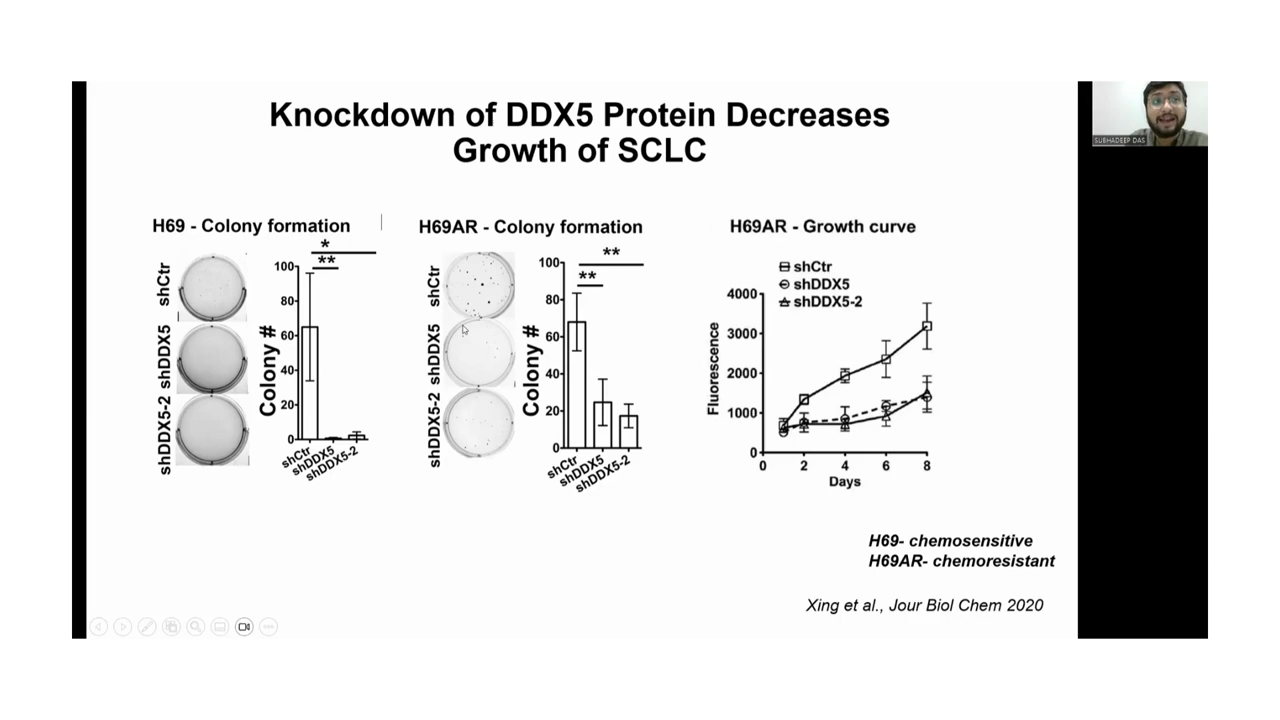 Knockdown of DDX5 Protein Decreases
Growth of SCLC
SUBHADEEP DAS
H69 - Colony formation
shCtr
shDDX5
shDDX5-2
Colony #
100
80
60
40
20
0
*
**
shCtr
shDDX5
shDDX5-2
H69AR - Colony formation
shCtr
shDDX5
shDDX5-2
Colony #
100
80
60
40
20
0
**
**
shCtr
shDDX5
shDDX5-2
H69AR - Growth curve
shCtr
shDDX5
shDDX5-2
Fluorescence
4000
3000
2000
1000
0
0 2 4 6 8
Days
H69- chemosensitive
H69AR- chemoresistant
Xing et al., Jour Biol Chem 2020